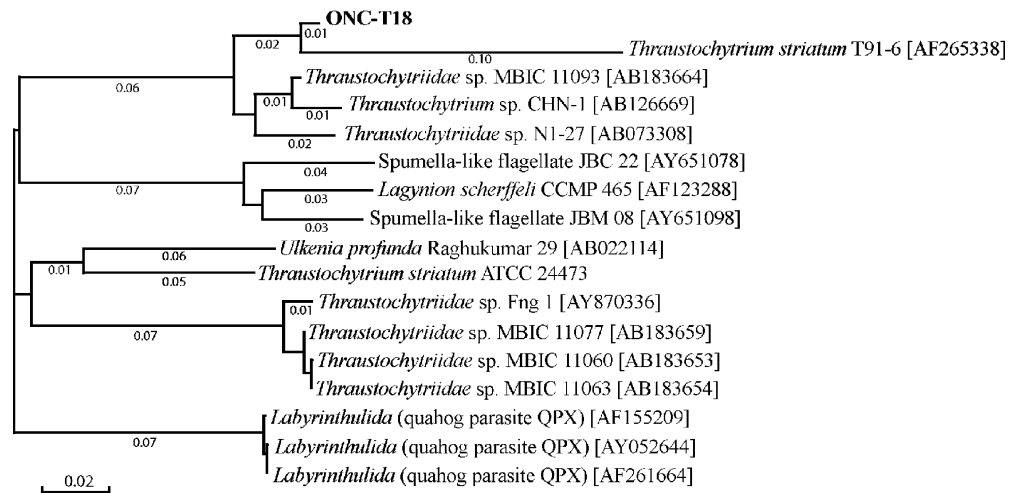 ONC-T18
0.01
0.02
Thraustochytrium striatum T91-6 [AF265338]
0.10
Thraustochytriidae sp. MBIC 11093 [AB183664]
0.06
0.01
Thraustochytrium sp. CHN-1 [AB126669]
0.01
Thraustochytriidae sp. N1-27 [AB073308]
0.02
Spumella-like flagellate JBC 22 [AY651078]
0.04
0.07
Lagynion scherffeli CCMP 465 [AF123288]
0.03
Spumella-like flagellate JBM 08 [AY651098]
0.03
Ulkenia profunda Raghukumar 29 [AB022114]
0.06
0.01
Thraustochytrium striatum ATCC 24473
0.05
Thraustochytriidae sp. Fng 1 [AY870336]
0.01
0.07
Thraustochytriidae sp. MBIC 11077 [AB183659]
Thraustochytriidae sp. MBIC 11060 [AB183653]
Thraustochytriidae sp. MBIC 11063 [AB183654]
Labyrinthulida (quahog parasite QPX) [AF155209]
0.07
Labyrinthulida (quahog parasite QPX) [AY052644]
Labyrinthulida (quahog parasite QPX) [AF261664]
0.02